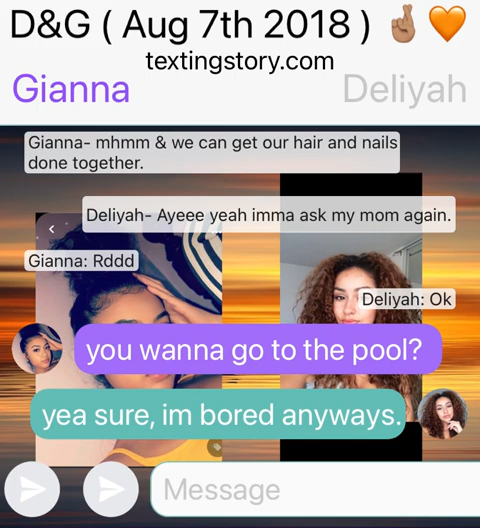 D&G ( Aug 7th 2018 ) 🤞🏽🧡
textingstory.com
Gianna Deliyah
Gianna- mhmm & we can get our hair and nails
done together.
Deliyah- Ayeee yeah imma ask my mom again.
Gianna: Rddd
Deliyah: Ok
you wanna go to the pool?
yea sure, im bored anyways.
Message